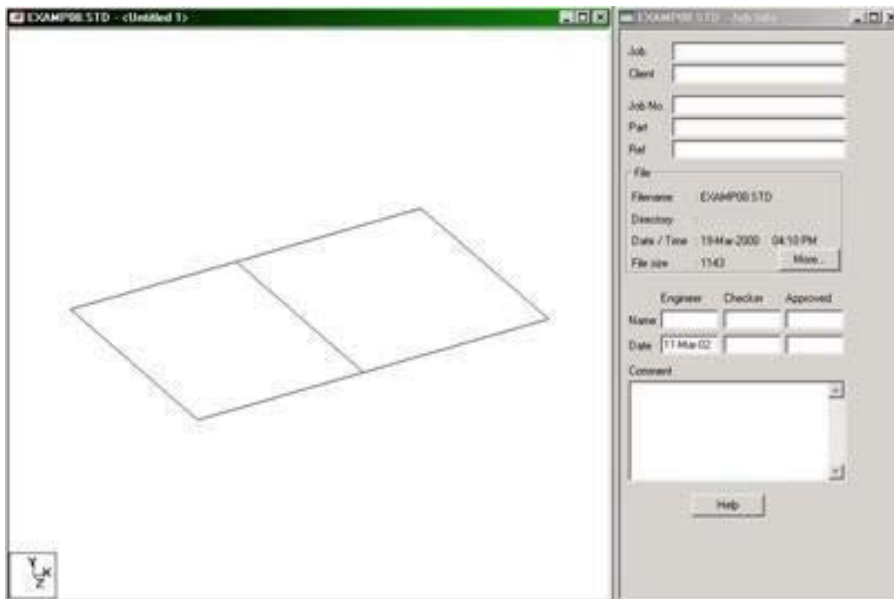 EXAMP08.STD - <Untitled 1>
EXAMP08.STD - Job Info
Job
Client
Job No.
Part
Ref
File
Filename : EXAMP08.STD
Directory :
Date / Time : 19-Mar-2000 04:10 PM
File size : 1143 More...
Engineer Checker Approved
Name
Date 11-Mar-02
Comment
Help
Y
X
Z